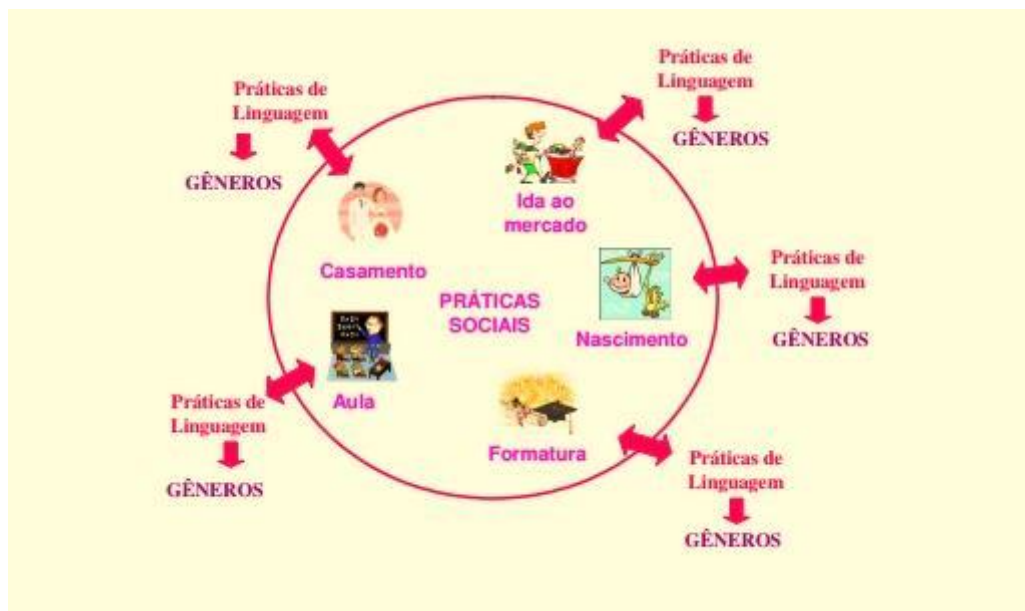 Práticas de
Linguagem
GÊNEROS
Práticas de
Linguagem
GÊNEROS
Ida ao
mercado
Casamento
PRÁTICAS
SOCIAIS
Práticas de
Linguagem
GÊNEROS
Nascimento
Aula
Práticas de
Linguagem
GÊNEROS
Formatura
Práticas de
Linguagem
GÊNEROS